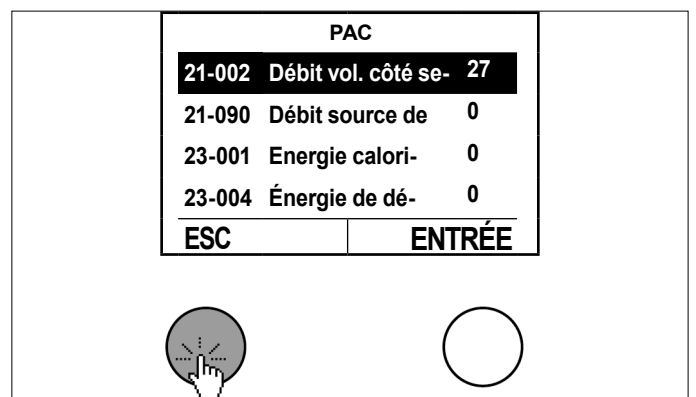 PAC
21-002 Débit vol. côté se- 27
21-090 Débit source de 0
23-001 Energie calori- 0
23-004 Énergie de dé- 0
ESC ENTRÉE